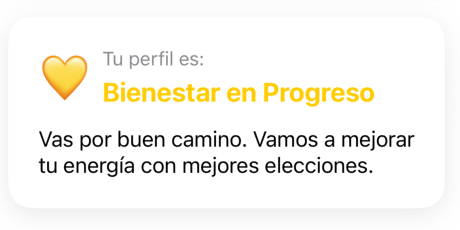 Tu perfil es:
Bienestar en Progreso
Vas por buen camino. Vamos a mejorar
tu energía con mejores elecciones.